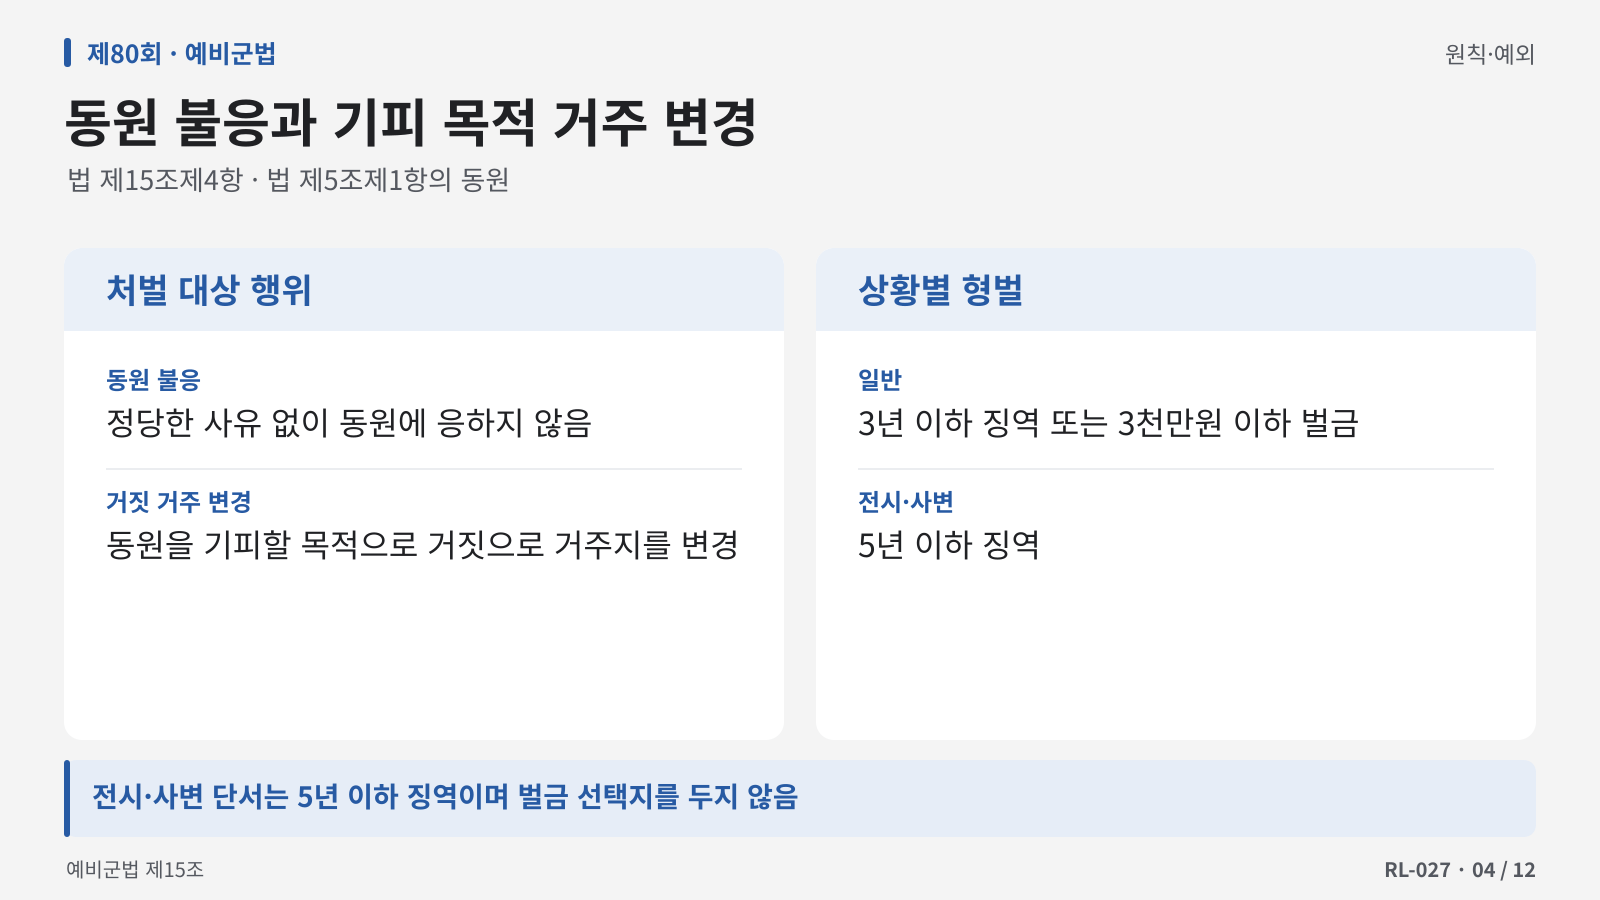 제80회 · 예비군법
원칙·예외
동원 불응과 기피 목적 거주 변경
법 제15조제4항 · 법 제5조제1항의 동원
처벌 대상 행위
동원 불응
정당한 사유 없이 동원에 응하지 않음
거짓 거주 변경
동원을 기피할 목적으로 거짓으로 거주지를 변경
상황별 형벌
일반
3년 이하 징역 또는 3천만원 이하 벌금
전시·사변
5년 이하 징역
전시·사변 단서는 5년 이하 징역이며 벌금 선택지를 두지 않음
예비군법 제15조
RL-027 · 04 / 12